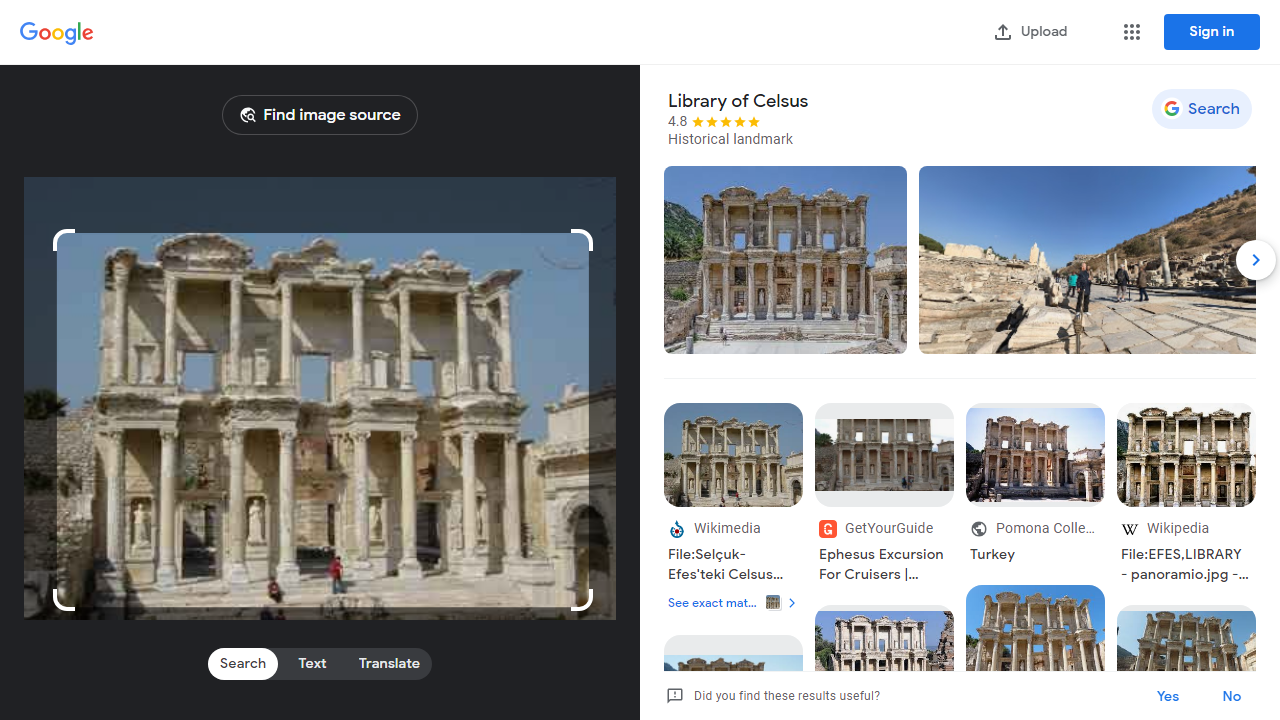 Google
Upload
Sign in
Find image source
Search
Text
Translate
Library of Celsus
4.8
Historical landmark
Search
Wikimedia
File:Selçuk-
Efes'teki Celsus...
See exact mat...
GetYourGuide
Ephesus Excursion
For Cruisers |...
Pomona Colle...
Turkey
Wikipedia
File:EFES,LIBRARY
- panoramio.jpg -...
Did you find these results useful?
Yes
No